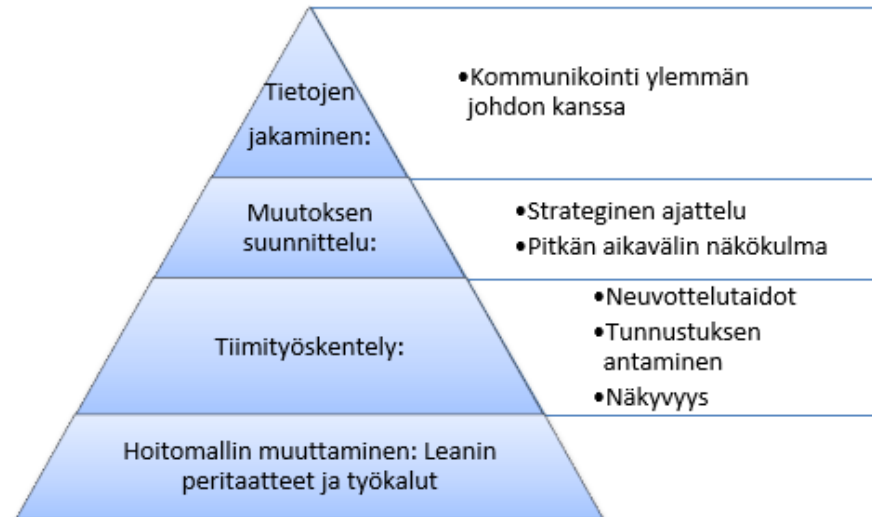 Tietojen
jakaminen:
•Kommunikointi ylemmän
johdon kanssa
Muutoksen
suunnittelu:
•Strateginen ajattelu
•Pitkän aikavälin näkökulma
Tiimityöskentely:
•Neuvottelutaidot
•Tunnustuksen
antaminen
•Näkyvyys
Hoitomallin muuttaminen: Leanin
peritaatteet ja työkalut